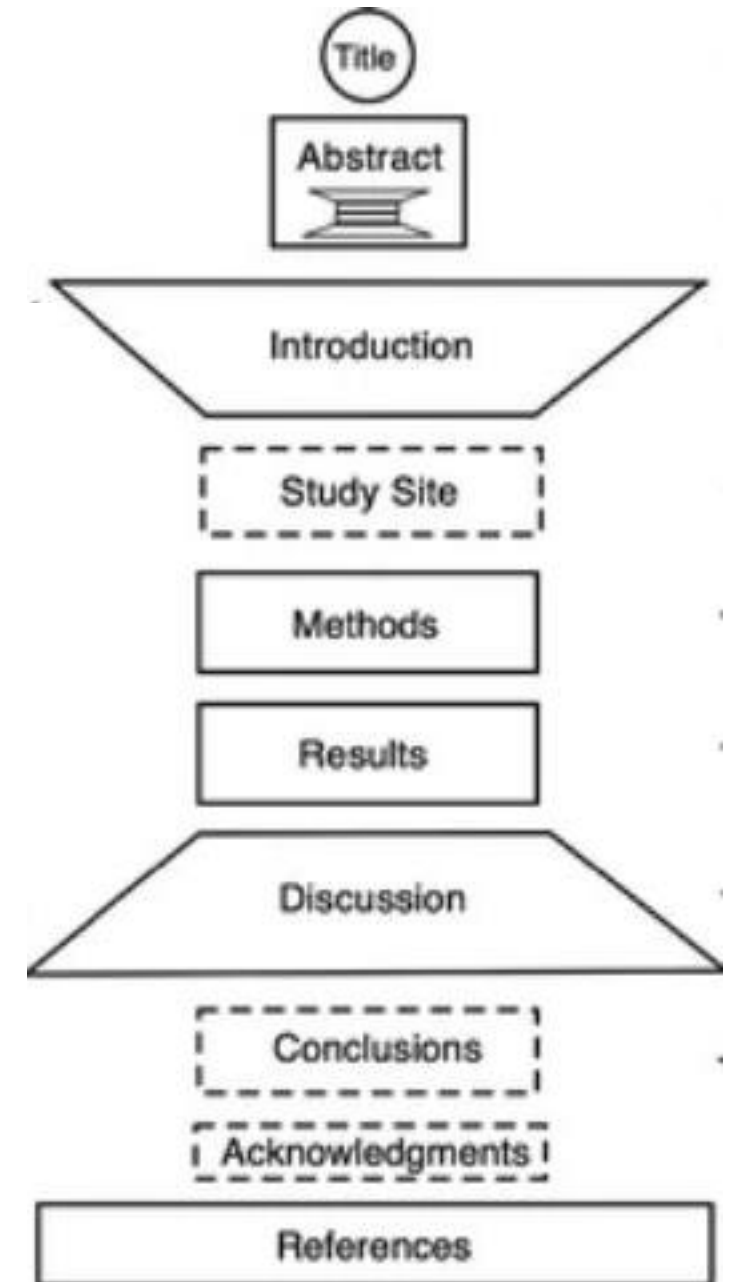 Title
Abstract
Introduction
Study Site
Methods
Results
Discussion
Conclusions
Acknowledgments
References